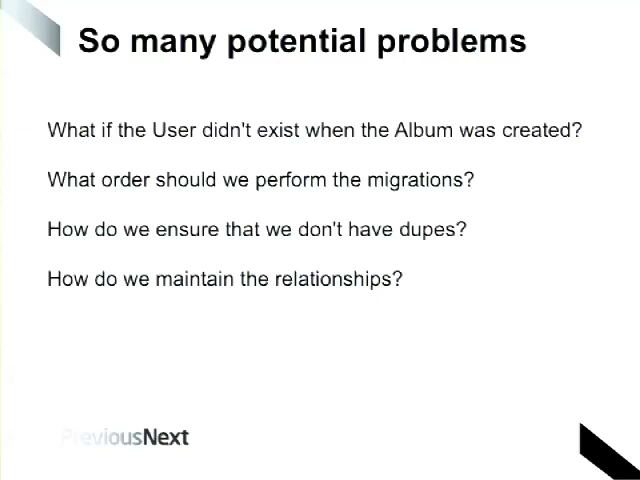 So many potential problems
What if the User didn't exist when the Album was created?
What order should we perform the migrations?
How do we ensure that we don't have dupes?
How do we maintain the relationships?
PreviousNext